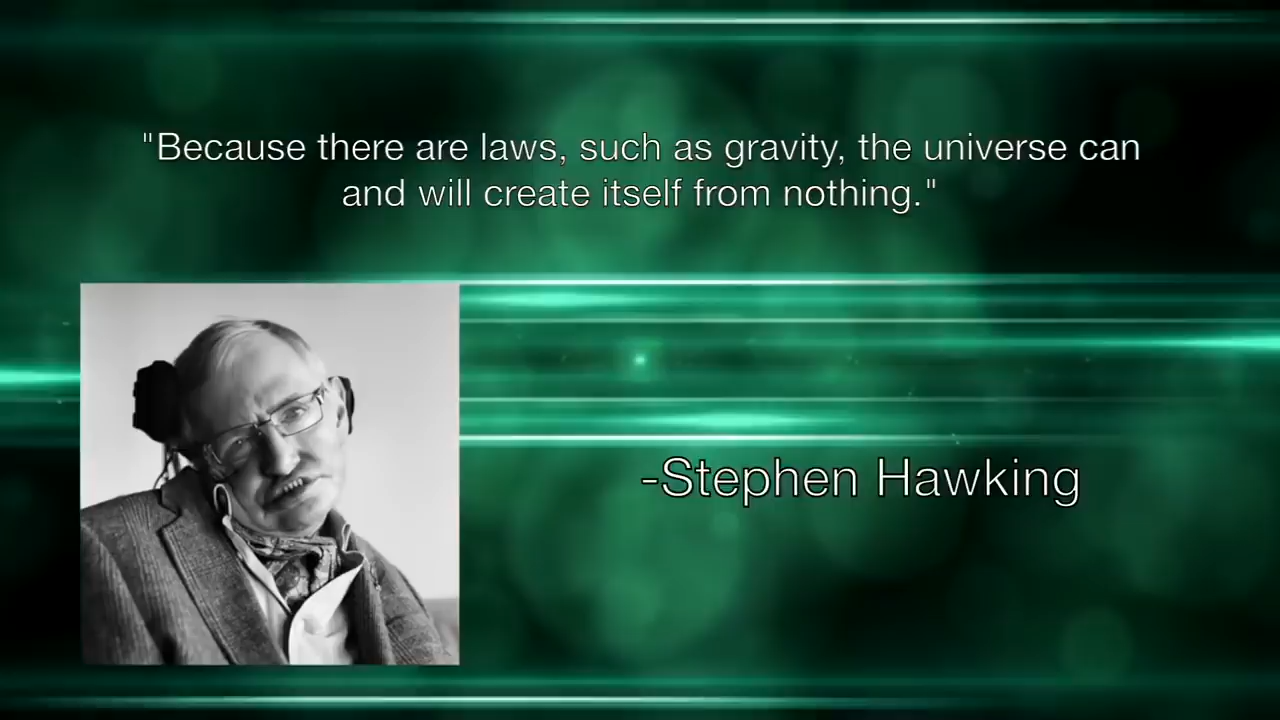 "Because there are laws, such as gravity, the universe can
and will create itself from nothing."
-Stephen Hawking